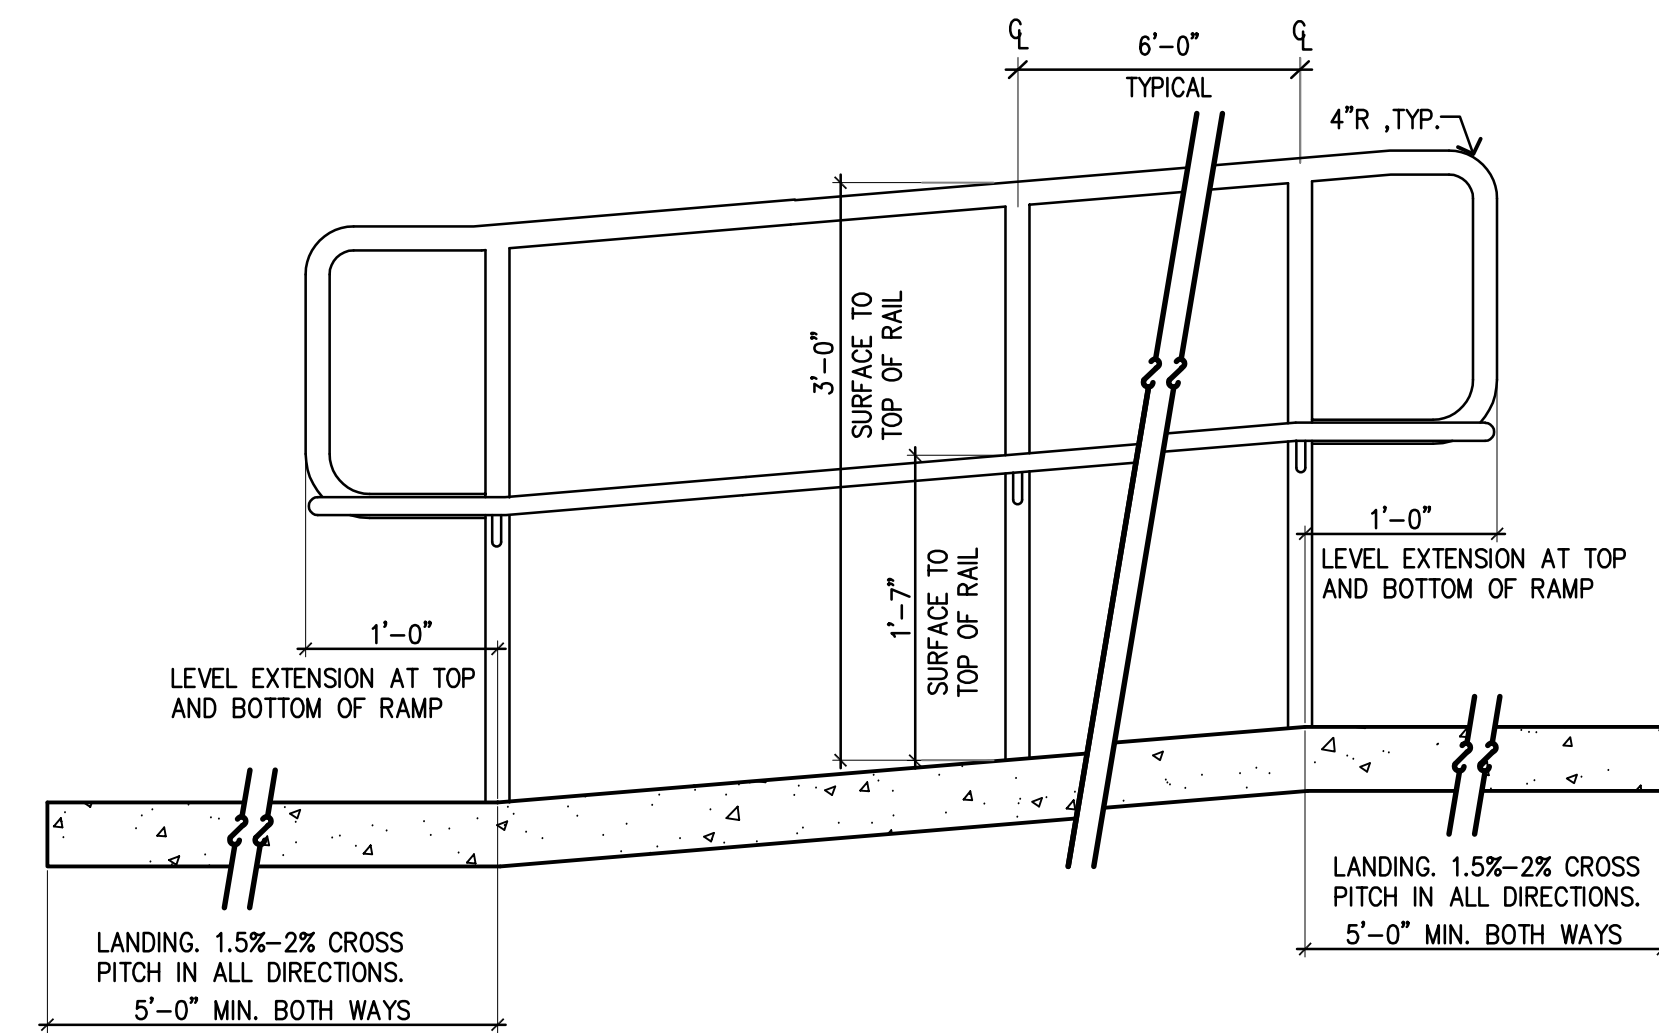 ℄ ℄
6'-0"
TYPICAL
4"R ,TYP.
3'-0"
SURFACE TO
TOP OF RAIL
1'-7"
SURFACE TO
TOP OF RAIL
1'-0"
LEVEL EXTENSION AT TOP
AND BOTTOM OF RAMP
1'-0"
LEVEL EXTENSION AT TOP
AND BOTTOM OF RAMP
LANDING. 1.5%-2% CROSS
PITCH IN ALL DIRECTIONS.
5'-0" MIN. BOTH WAYS
LANDING. 1.5%-2% CROSS
PITCH IN ALL DIRECTIONS.
5'-0" MIN. BOTH WAYS